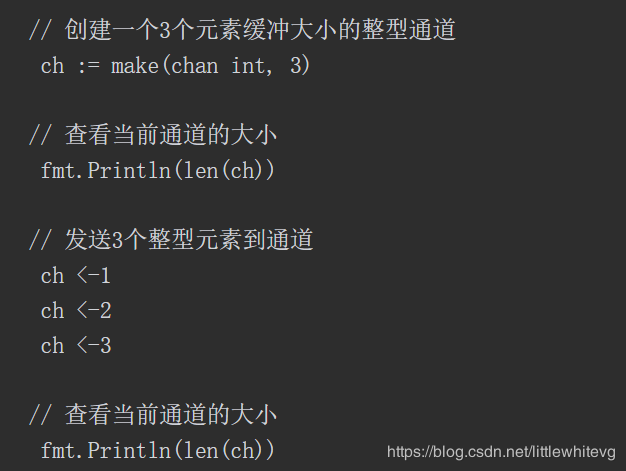 // 创建一个3个元素缓冲大小的整型通道
ch := make(chan int, 3)
// 查看当前通道的大小
fmt.Println(len(ch))
// 发送3个整型元素到通道
ch <-1
ch <-2
ch <-3
// 查看当前通道的大小
fmt.Println(len(ch))
https://blog.csdn.net/littlewhitevg